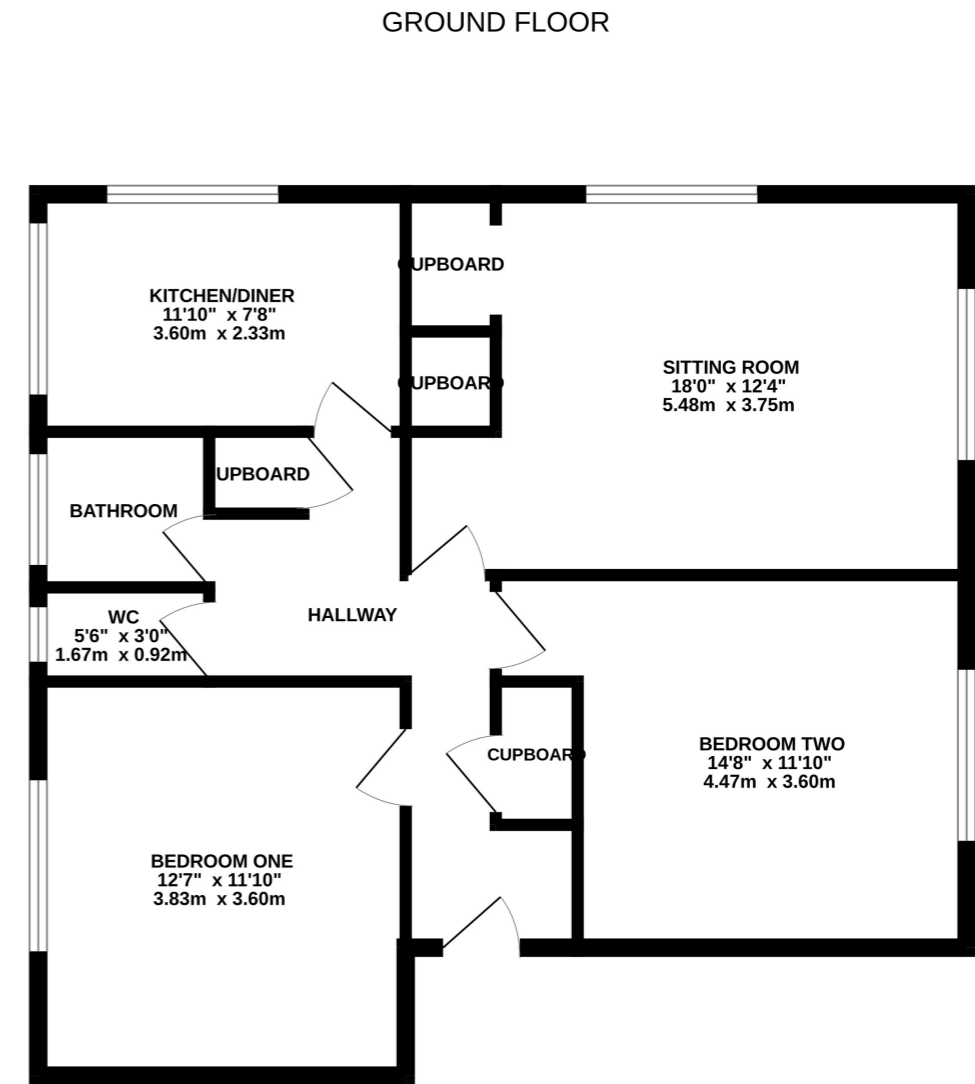 GROUND FLOOR
CUPBOARD
KITCHEN/DINER
11'10" x 7'8"
3.60m x 2.33m
SITTING ROOM
18'0" x 12'4"
5.48m x 3.75m
CUPBOARD
UPBOARD
BATHROOM
HALLWAY
WC
5'6" x 3'0"
1.67m x 0.92m
CUPBOARD
BEDROOM TWO
14'8" x 11'10"
4.47m x 3.60m
BEDROOM ONE
12'7" x 11'10"
3.83m x 3.60m